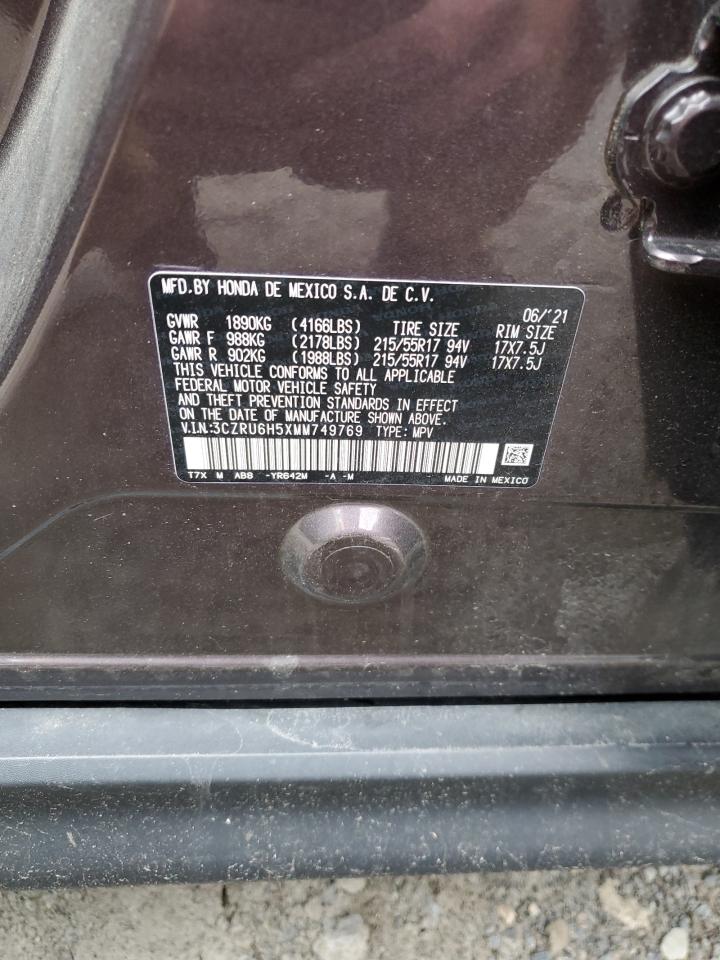 MFD.BY HONDA DE MEXICO S.A. DE C.V.
06/'21
GVWR 1890KG (4166LBS) TIRE SIZE RIM SIZE
GAWR F 988KG (2178LBS) 215/55R17 94V 17X7.5J
GAWR R 902KG (1988LBS) 215/55R17 94V 17X7.5J
THIS VEHICLE CONFORMS TO ALL APPLICABLE
FEDERAL MOTOR VEHICLE SAFETY
AND THEFT PREVENTION STANDARDS IN EFFECT
ON THE DATE OF MANUFACTURE SHOWN ABOVE.
V.I.N:3CZRU6H5XMM749769 TYPE: MPV
T7X M AB8 -YR642M -A -M MADE IN MEXICO